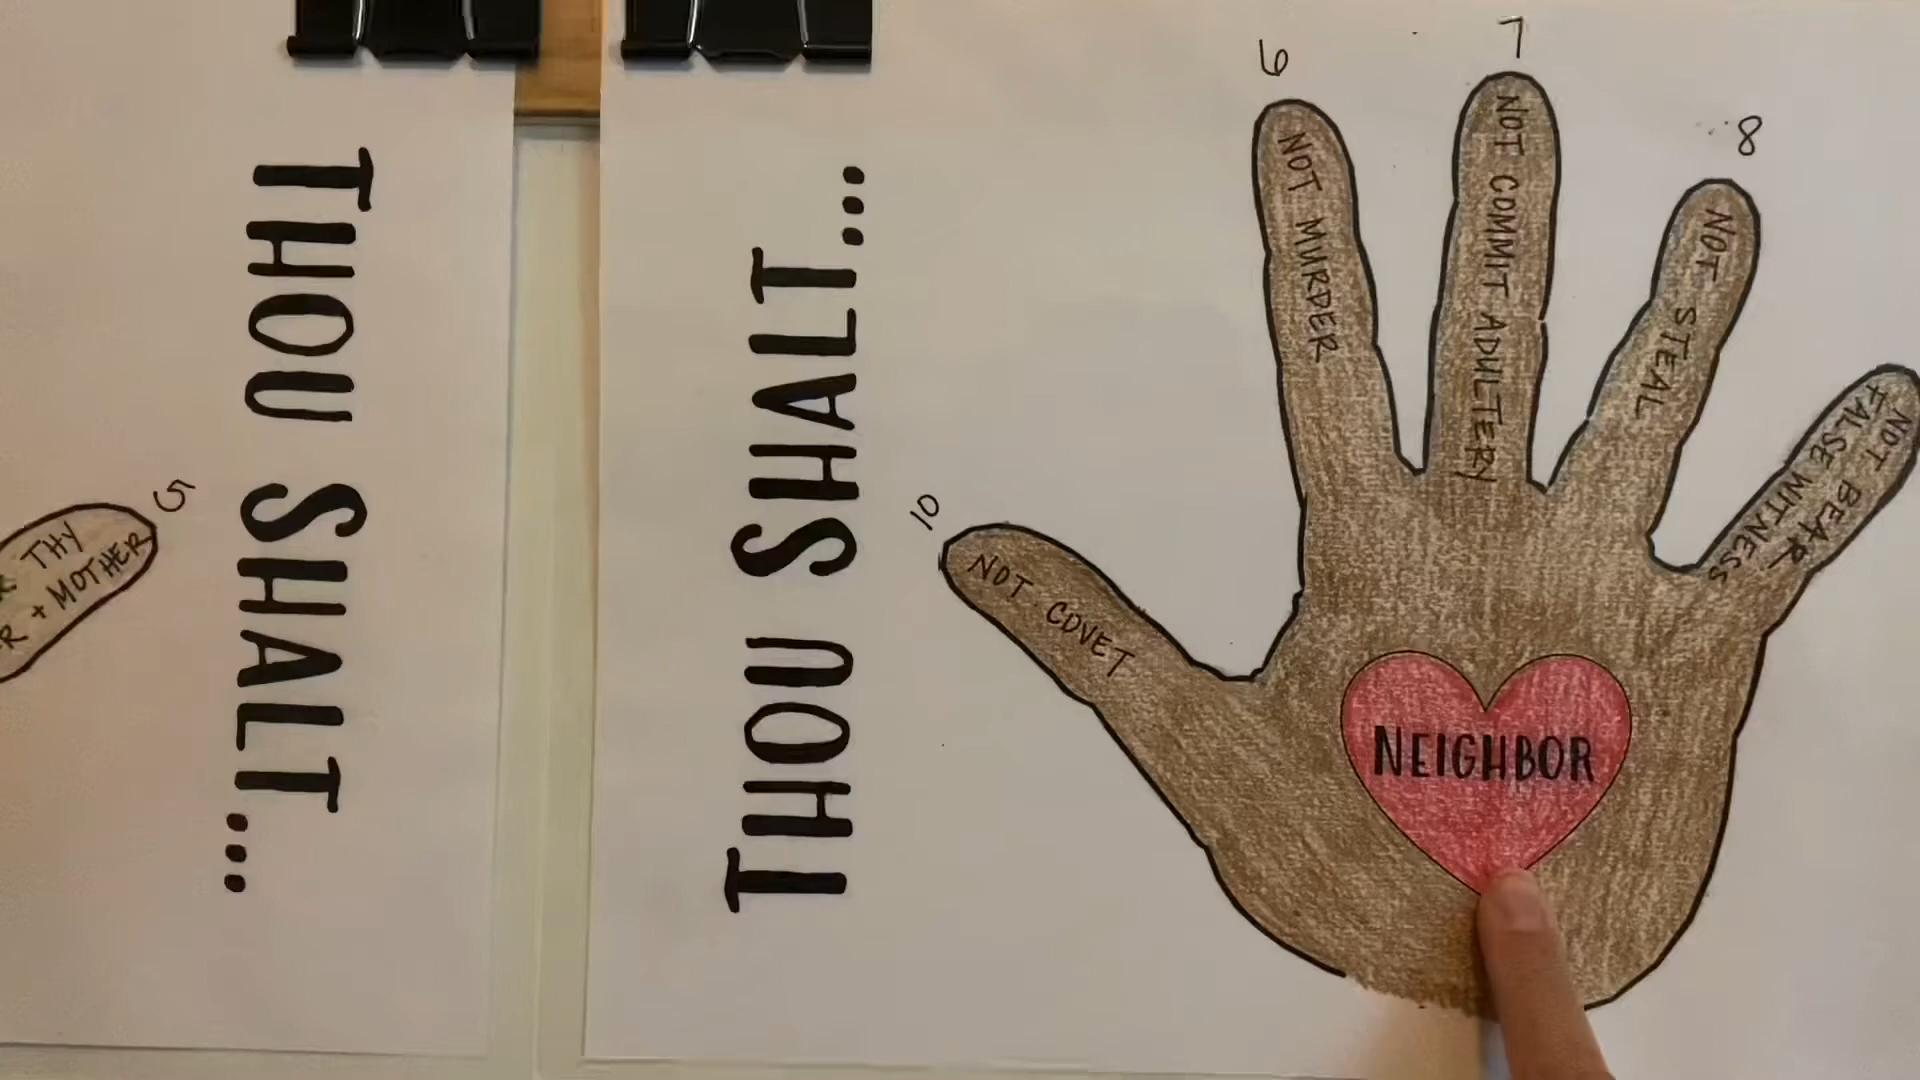 THOU SHALT...
5
THY
+ MOTHER
THOU SHALT...
6
NOT MURDER
7
NOT COMMIT ADULTERY
8
NOT STEAL
NOT BEAR
FALSE WITNESS
10
NOT COVET
NEIGHBOR